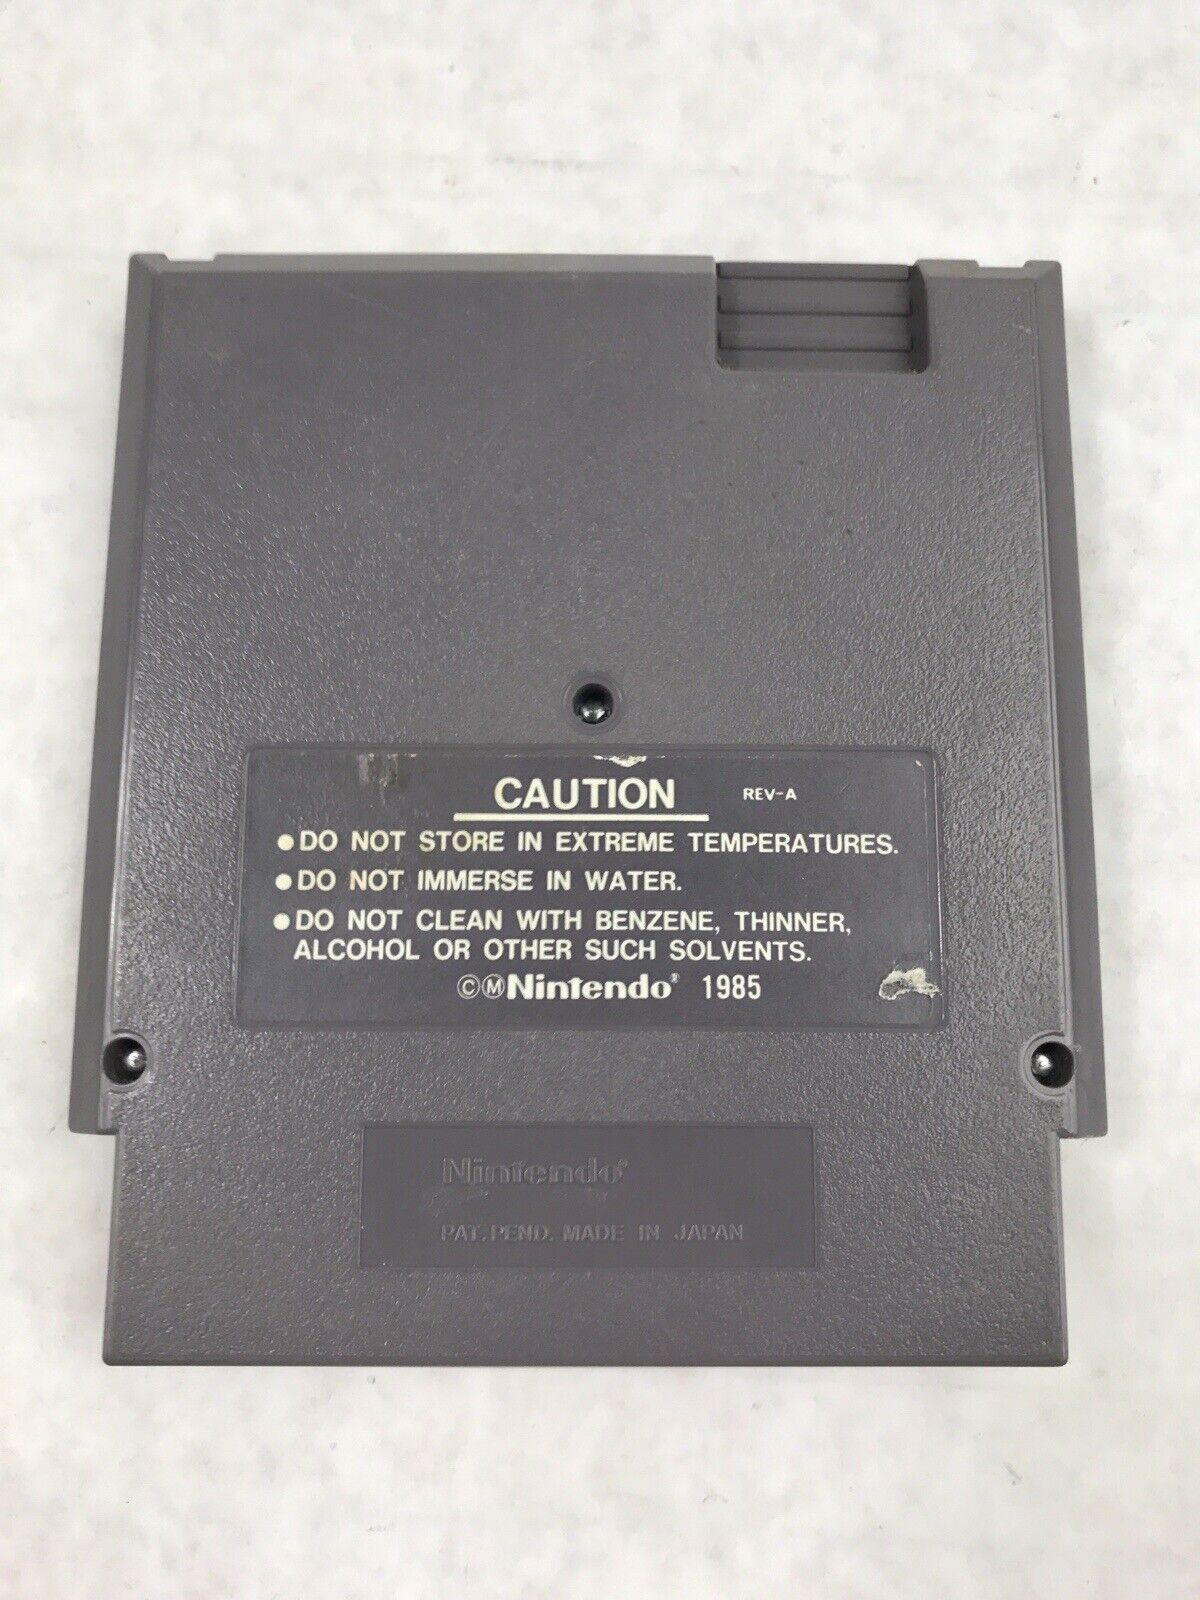 CAUTION REV-A
●DO NOT STORE IN EXTREME TEMPERATURES.
●DO NOT IMMERSE IN WATER.
●DO NOT CLEAN WITH BENZENE, THINNER,
ALCOHOL OR OTHER SUCH SOLVENTS.
ⒸⓂNintendo® 1985
Nintendo®
PAT. PEND. MADE IN JAPAN